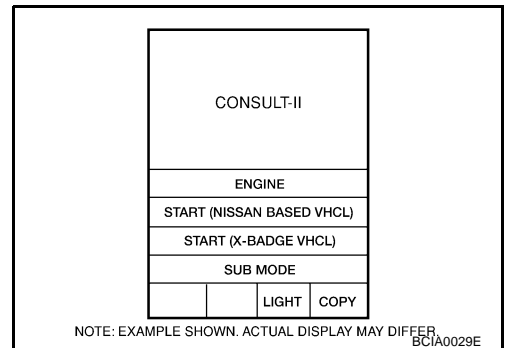 CONSULT-II
ENGINE
START (NISSAN BASED VHCL)
START (X-BADGE VHCL)
SUB MODE
LIGHT COPY
NOTE: EXAMPLE SHOWN. ACTUAL DISPLAY MAY DIFFER.
BCIA0029E